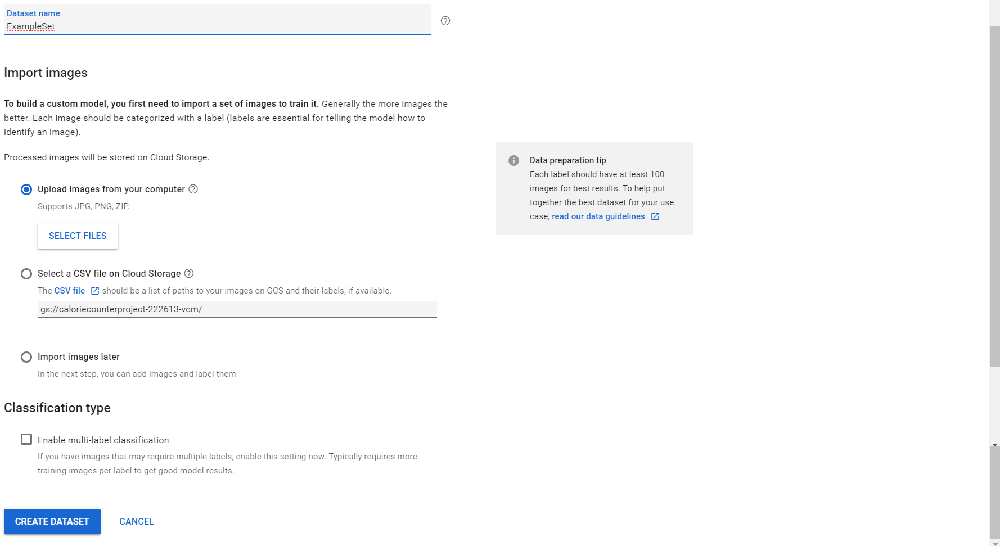 Dataset name
ExampleSet
Import images
To build a custom model, you first need to import a set of images to train it. Generally the more images the
better. Each image should be categorized with a label (labels are essential for telling the model how to
identify an image).
Processed images will be stored on Cloud Storage.
Upload images from your computer
Supports JPG, PNG, ZIP.
SELECT FILES
Data preparation tip
Each label should have at least 100
images for best results. To help put
together the best dataset for your use
case, read our data guidelines
Select a CSV file on Cloud Storage
The CSV file should be a list of paths to your images on GCS and their labels, if available.
gs://caloriecounterproject-222613-vcm/
Import images later
In the next step, you can add images and label them
Classification type
Enable multi-label classification
If you have images that may require multiple labels, enable this setting now. Typically requires more
training images per label to get good model results.
CREATE DATASET
CANCEL